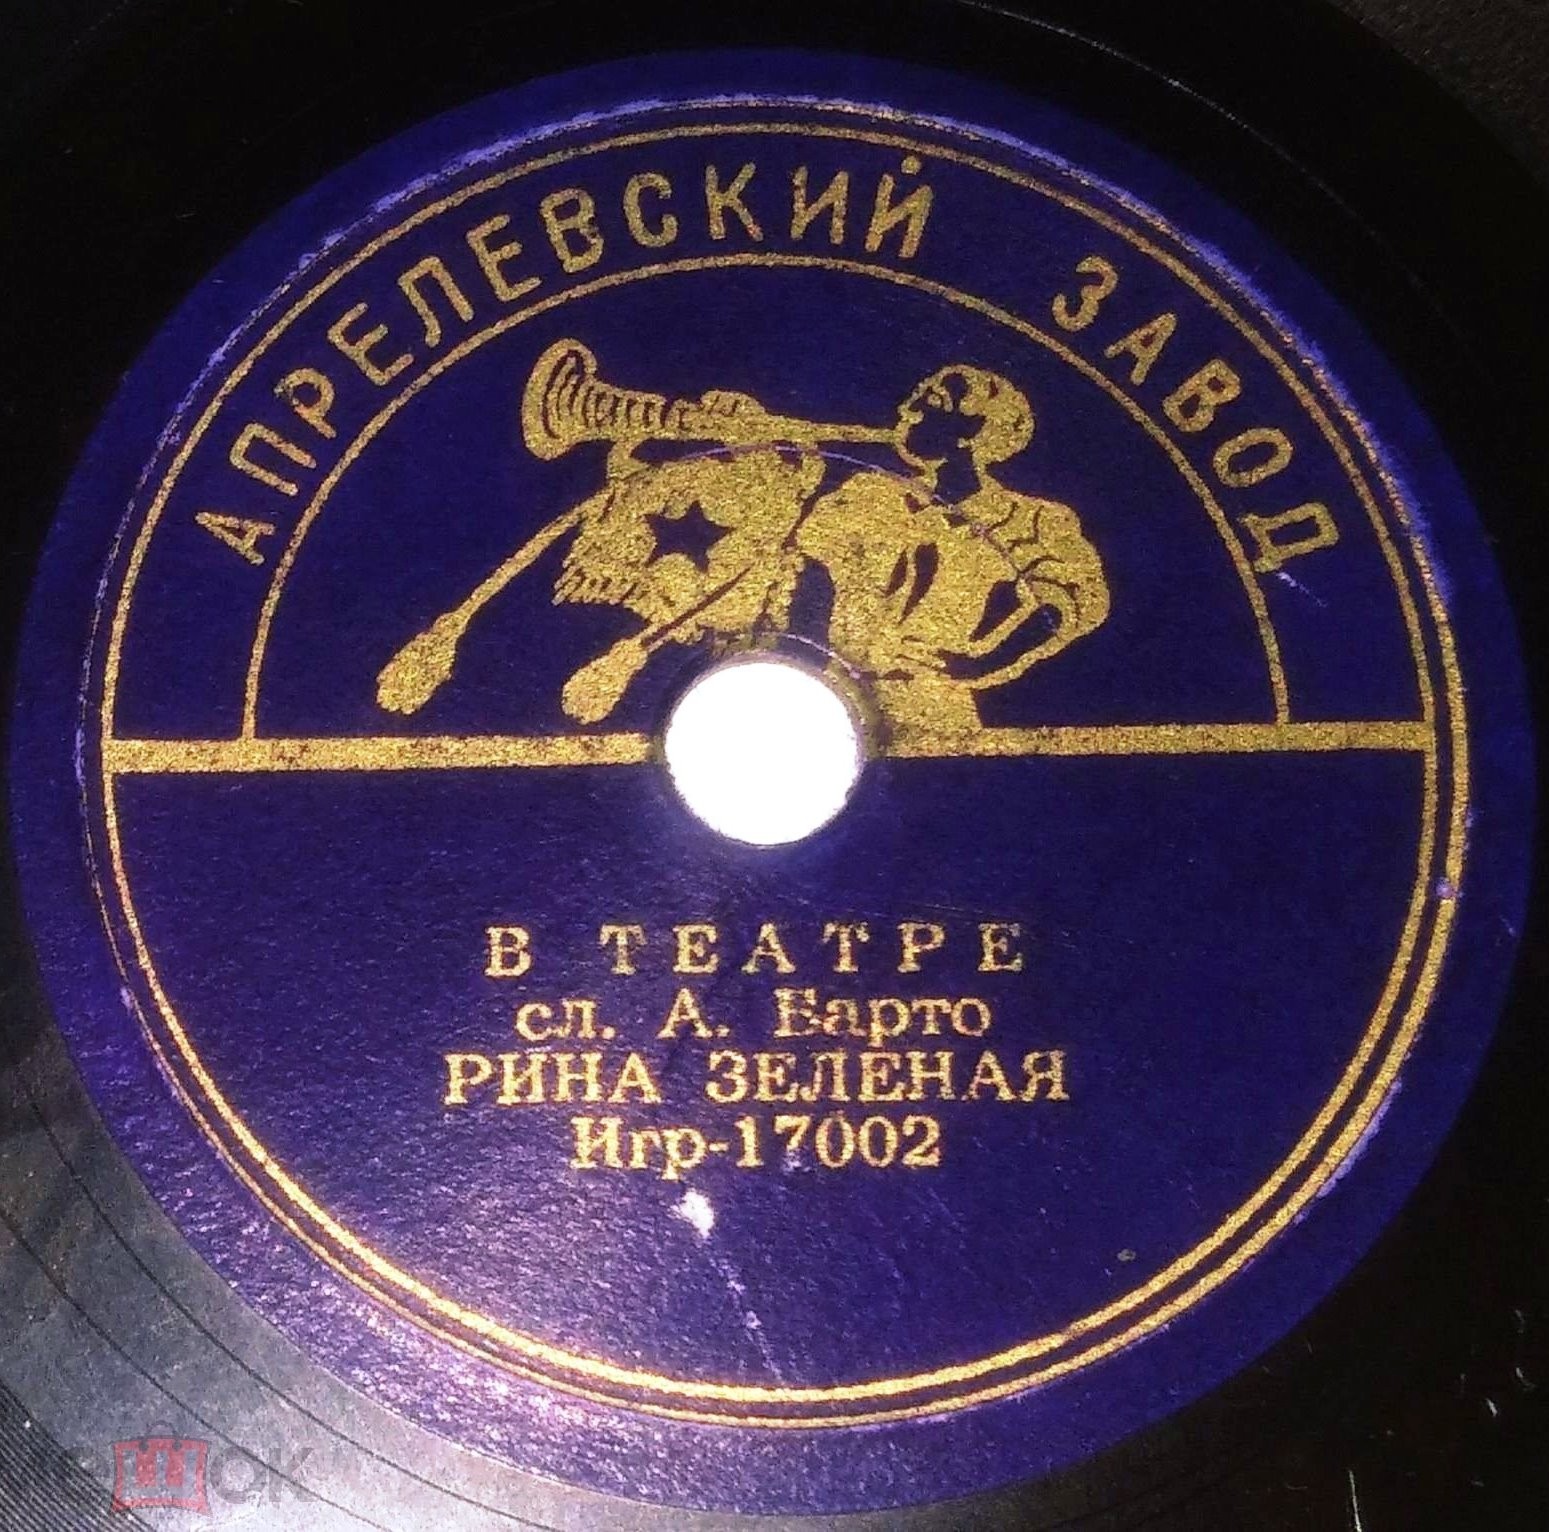 АПРЕЛЕВСКИЙ ЗАВОД
В ТЕАТРЕ
сл. А. Барто
РИНА ЗЕЛЕНАЯ
Игр-17002